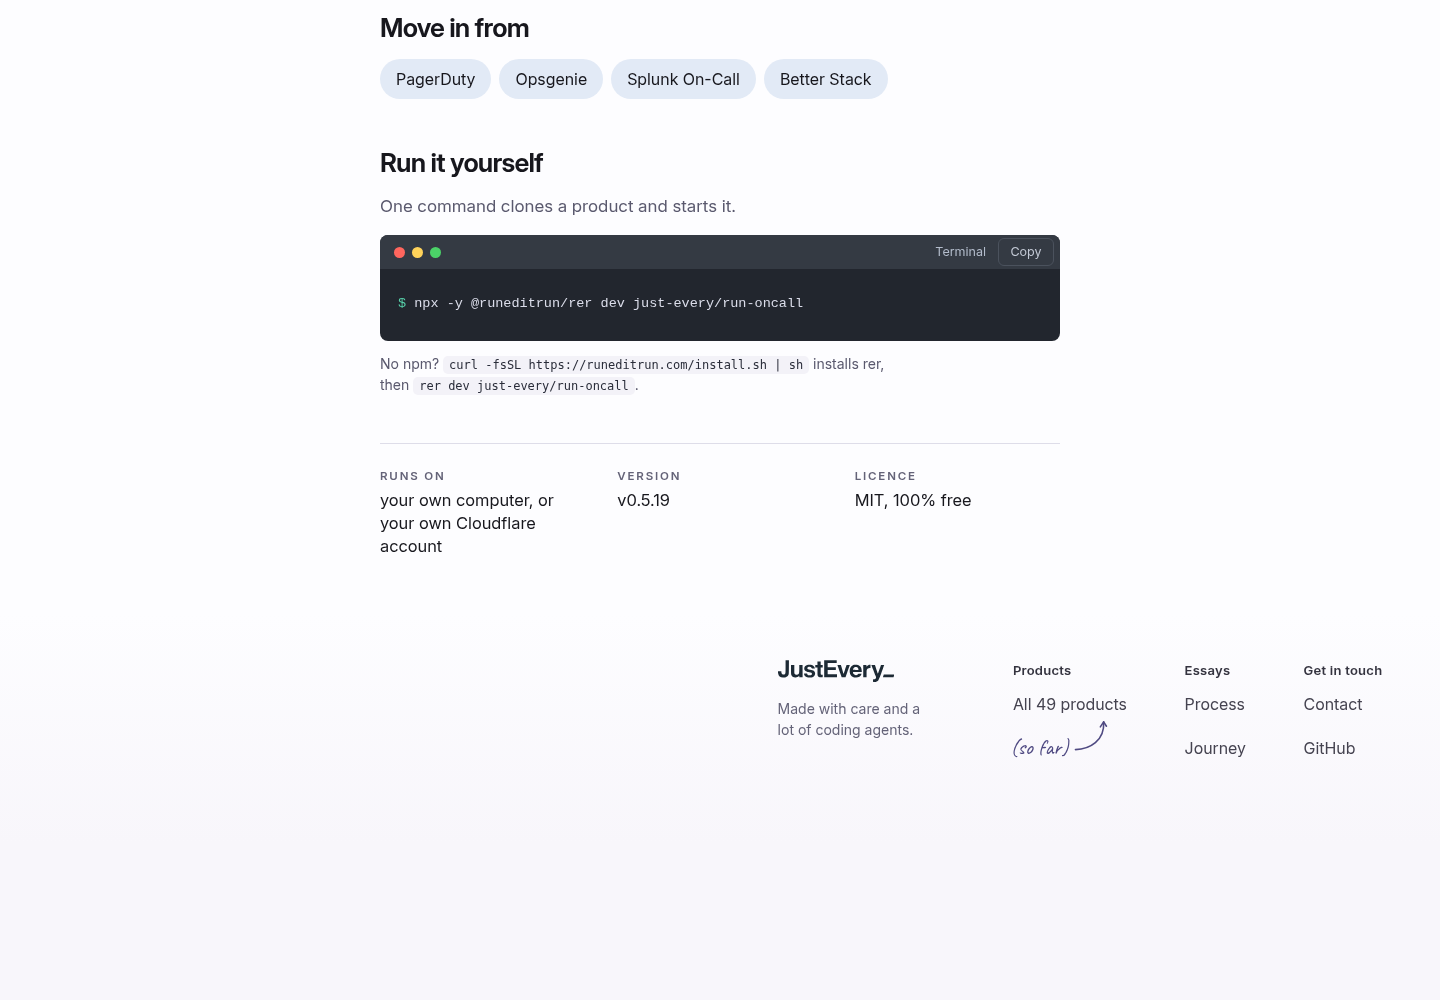 Move in from
PagerDuty Opsgenie Splunk On-Call Better Stack
Run it yourself
One command clones a product and starts it.
Terminal Copy
$ npx -y @runeditrun/rer dev just-every/run-oncall
No npm? curl -fsSL https://runeditrun.com/install.sh | sh installs rer,
then rer dev just-every/run-oncall.
RUNS ON
your own computer, or
your own Cloudflare
account
VERSION
v0.5.19
LICENCE
MIT, 100% free
JustEvery_
Made with care and a
lot of coding agents.
Products
All 49 products
(so far)
Essays
Process
Journey
Get in touch
Contact
GitHub